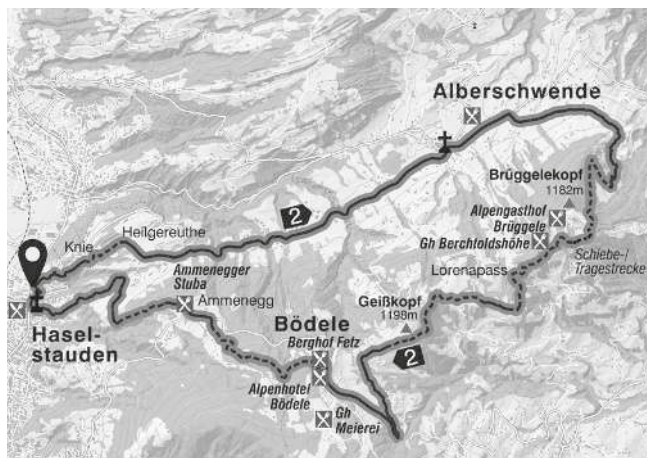 Alberschwende
Brüggelekopf
1182m
Alpengasthof
Brüggele
Gh Berchtoldshöhe
Schiebe-/
Tragestrecke
Lorenapass
2
Heilgereuthe
Knie
Ammenegger
Stuba
Ammenegg
Geißkopf
1198m
Hasel-
stauden
Bödele
Berghof Fetz
2
Alpenhotel
Bödele
Gh
Meierei